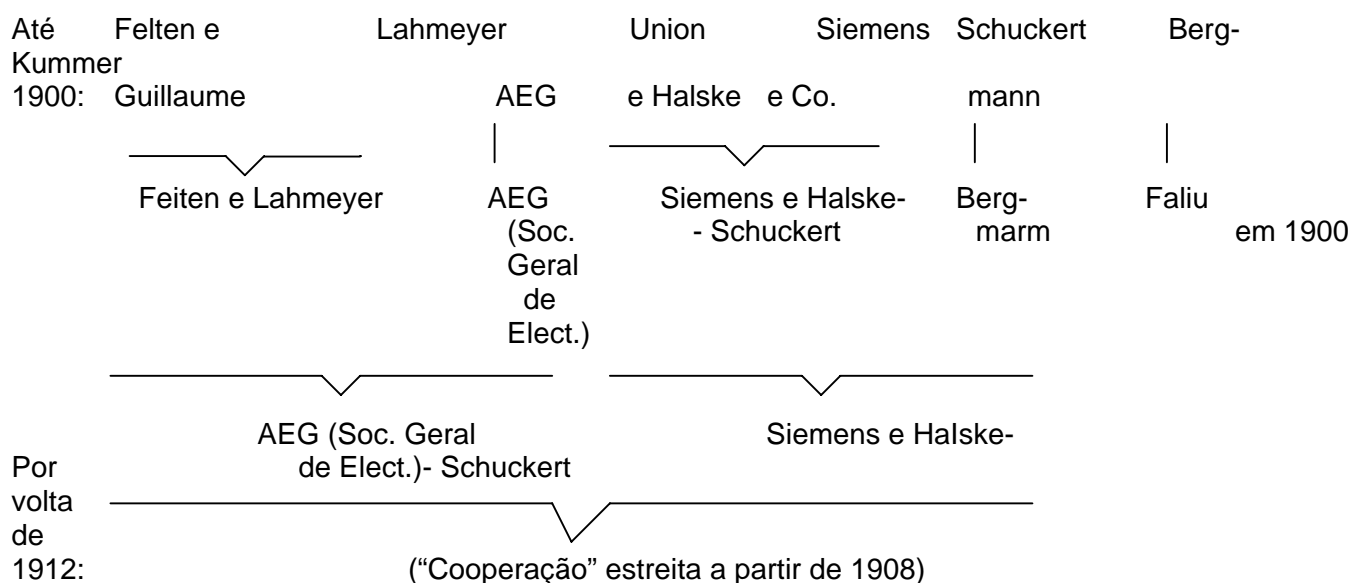 Até Felten e Lahmeyer Union Siemens Schuckert Berg-
Kummer
1900: Guillaume AEG e Halske e Co. mann
Feiten e Lahmeyer AEG Siemens e Halske- Berg- Faliu
(Soc. - Schuckert marm em 1900
Geral
de
Elect.)
AEG (Soc. Geral Siemens e HaIske-
Por de Elect.)- Schuckert
volta
de
1912: (“Cooperação” estreita a partir de 1908)